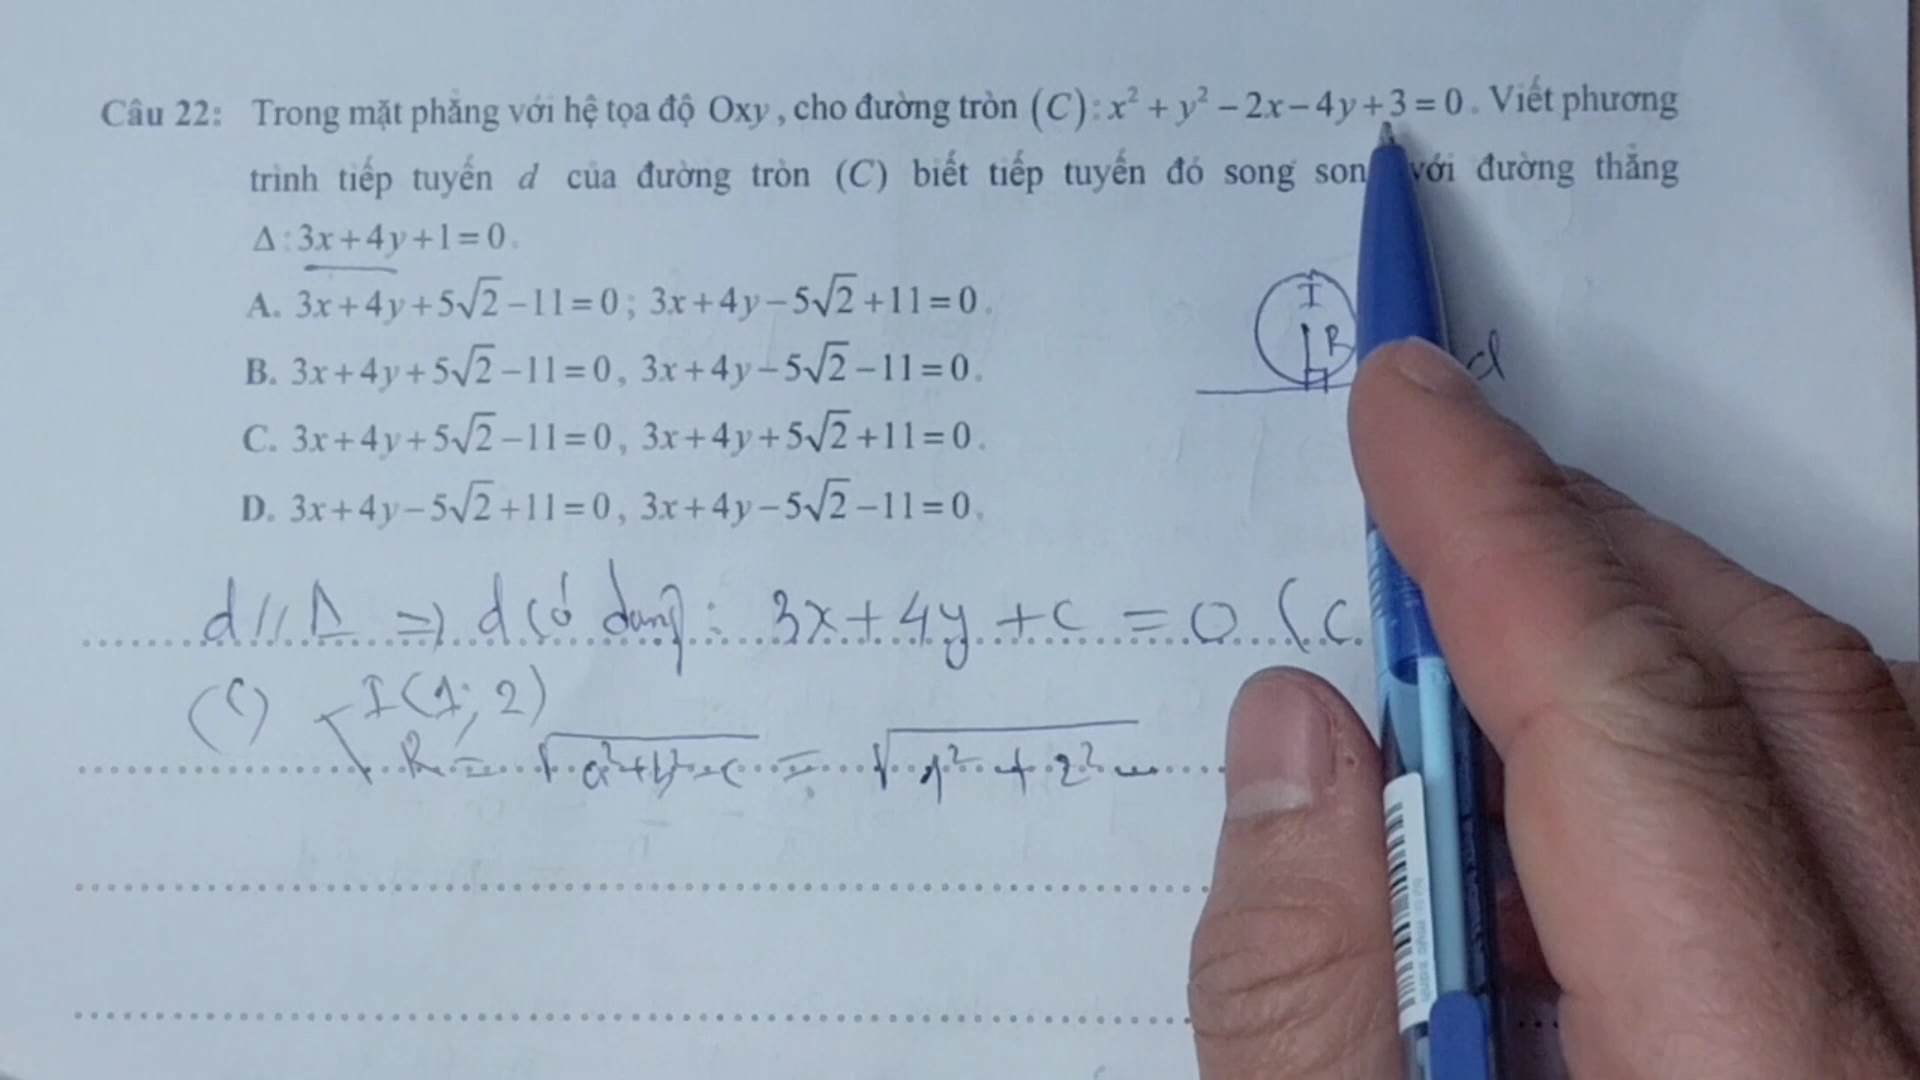 Câu 22: Trong mặt phẳng với hệ tọa độ Oxy, cho đường tròn (C): x² + y² − 2x − 4y + 3 = 0. Viết phương
trình tiếp tuyến d của đường tròn (C) biết tiếp tuyến đó song son với đường thẳng
Δ: 3x + 4y + 1 = 0.
A. 3x + 4y + 5√2 − 11 = 0; 3x + 4y − 5√2 + 11 = 0.
B. 3x + 4y + 5√2 − 11 = 0, 3x + 4y − 5√2 − 11 = 0.
C. 3x + 4y + 5√2 − 11 = 0, 3x + 4y + 5√2 + 11 = 0.
D. 3x + 4y − 5√2 + 11 = 0, 3x + 4y − 5√2 − 11 = 0.
I
R
d
d // Δ ⇒ d có dạng: 3x + 4y + c = 0 (c
(C) I(1; 2)
R = √(a² + b² − c) = √(1² + 2² −